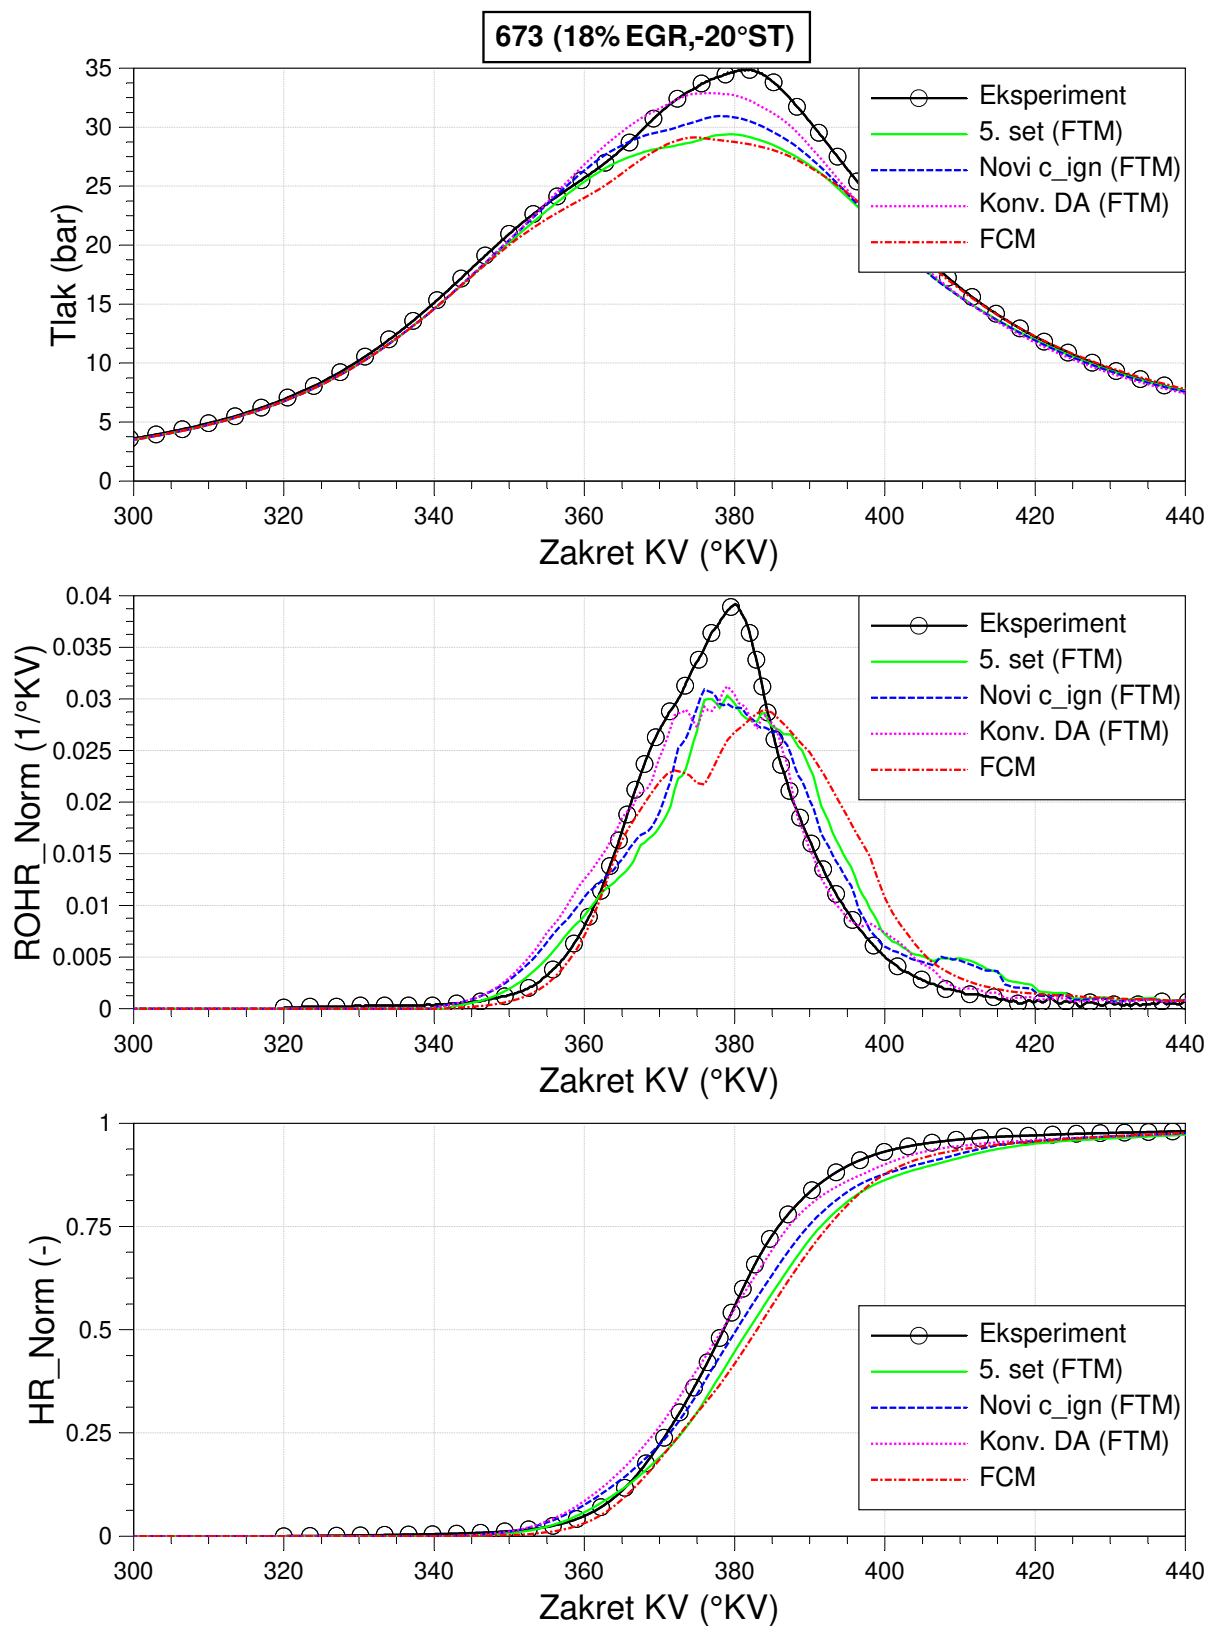 673 (18% EGR,-20°ST)
35
30
25
20
15
10
5
0
Tlak (bar)
Eksperiment
5. set (FTM)
Novi c_ign (FTM)
Konv. DA (FTM)
FCM
300 320 340 360 380 400 420 440
Zakret KV (°KV)
0.04
0.035
0.03
0.025
0.02
0.015
0.01
0.005
0
ROHR_Norm (1/°KV)
Eksperiment
5. set (FTM)
Novi c_ign (FTM)
Konv. DA (FTM)
FCM
300 320 340 360 380 400 420 440
Zakret KV (°KV)
1
0.75
0.5
0.25
0
HR_Norm (-)
Eksperiment
5. set (FTM)
Novi c_ign (FTM)
Konv. DA (FTM)
FCM
300 320 340 360 380 400 420 440
Zakret KV (°KV)